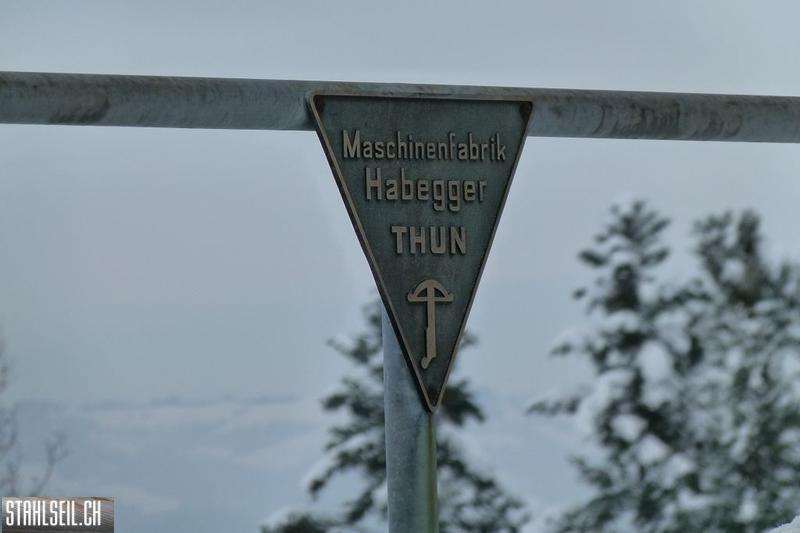 Maschinenfabrik
Habegger
THUN
STAHLSEIL.CH